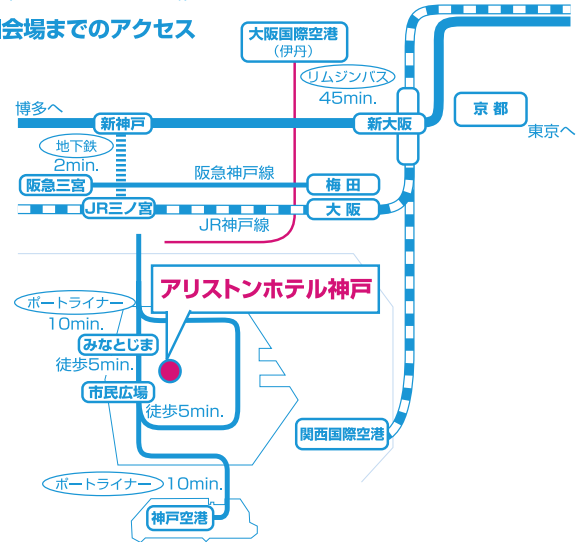 会場までのアクセス
大阪国際空港
（伊丹）
リムジンバス
45min.
博多へ
新神戸
新大阪
京都
東京へ
地下鉄
2min.
阪急三宮
阪急神戸線
梅田
JR三ノ宮
大阪
JR神戸線
アリストンホテル神戸
ポートライナー
10min.
みなとじま
徒歩5min.
市民広場
徒歩5min.
関西国際空港
ポートライナー
10min.
神戸空港